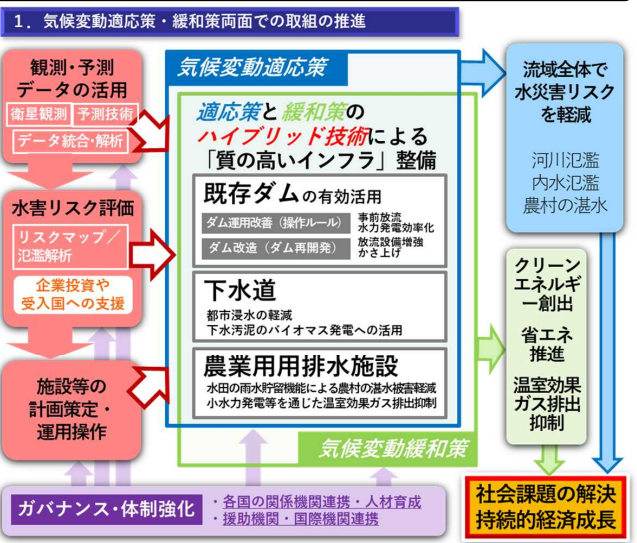 1．気候変動適応策・緩和策両面での取組の推進
観測・予測
データの活用
衛星観測
予測技術
データ統合・解析
水害リスク評価
リスクマップ／
氾濫解析
企業投資や
受入国への支援
施設等の
計画策定・
運用操作
気候変動適応策
適応策と緩和策の
ハイブリッド技術による
「質の高いインフラ」整備
既存ダムの有効活用
ダム運用改善（操作ルール）
事前放流
水力発電効率化
ダム改造（ダム再開発）
放流設備増強
かさ上げ
下水道
都市浸水の軽減
下水汚泥のバイオマス発電への活用
農業用用排水施設
水田の雨水貯留機能による農村の湛水被害軽減
小水力発電等を通じた温室効果ガス排出抑制
気候変動緩和策
流域全体で
水災害リスク
を軽減
河川氾濫
内水氾濫
農村の湛水
クリーン
エネルギ
ー創出
省エネ
推進
温室効果
ガス排出
抑制
ガバナンス・体制強化
・各国の関係機関連携・人材育成
・援助機関・国際機関連携
社会課題の解決
持続的経済成長